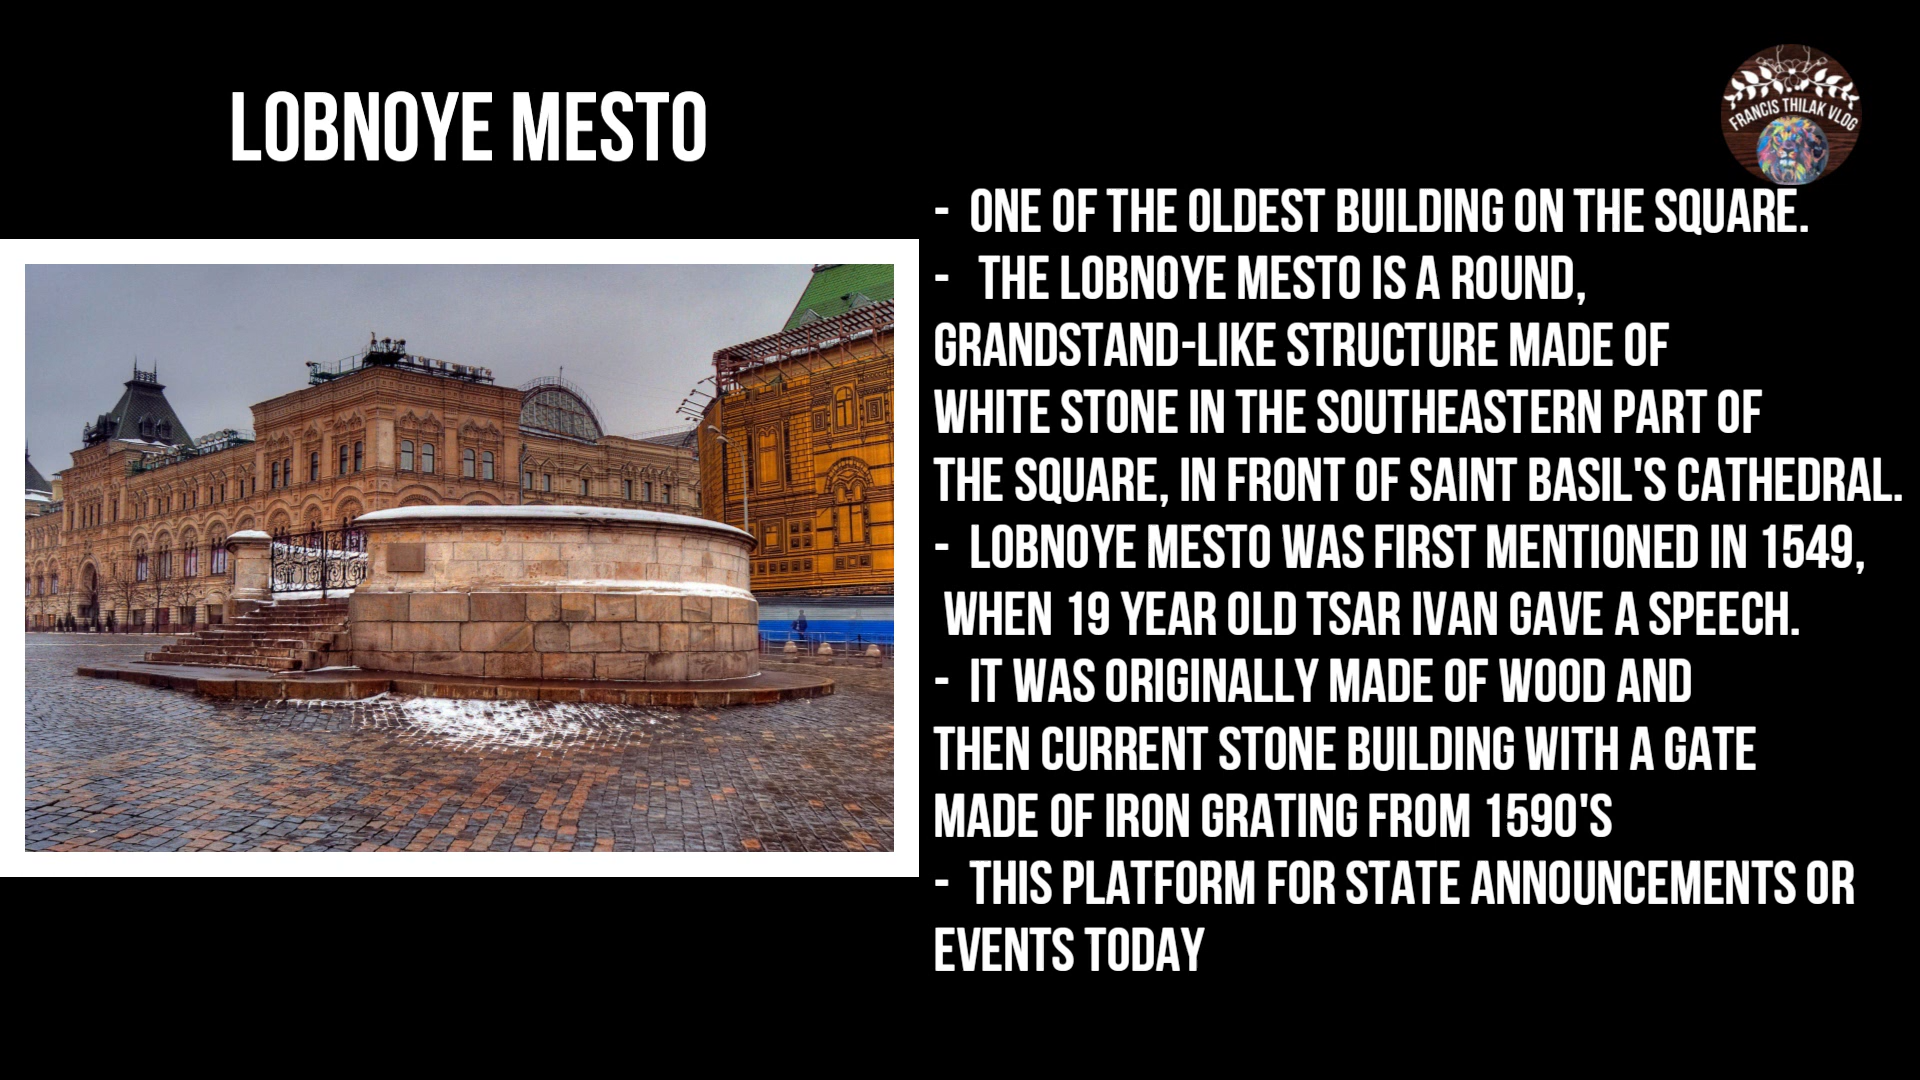 LOBNOYE MESTO
FRANCIS THILAK VLOG
- ONE OF THE OLDEST BUILDING ON THE SQUARE.
- THE LOBNOYE MESTO IS A ROUND,
GRANDSTAND-LIKE STRUCTURE MADE OF
WHITE STONE IN THE SOUTHEASTERN PART OF
THE SQUARE, IN FRONT OF SAINT BASIL'S CATHEDRAL.
- LOBNOYE MESTO WAS FIRST MENTIONED IN 1549,
WHEN 19 YEAR OLD TSAR IVAN GAVE A SPEECH.
- IT WAS ORIGINALLY MADE OF WOOD AND
THEN CURRENT STONE BUILDING WITH A GATE
MADE OF IRON GRATING FROM 1590'S
- THIS PLATFORM FOR STATE ANNOUNCEMENTS OR
EVENTS TODAY